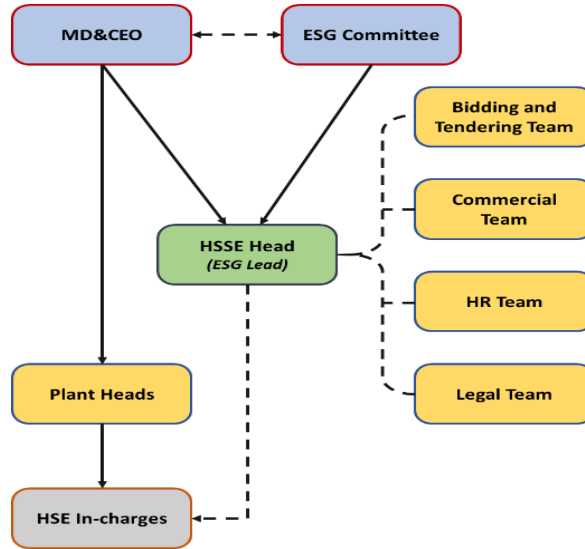 MD&CEO
ESG Committee
Bidding and
Tendering Team
Commercial
Team
HSSE Head
(ESG Lead)
HR Team
Plant Heads
Legal Team
HSE In-charges